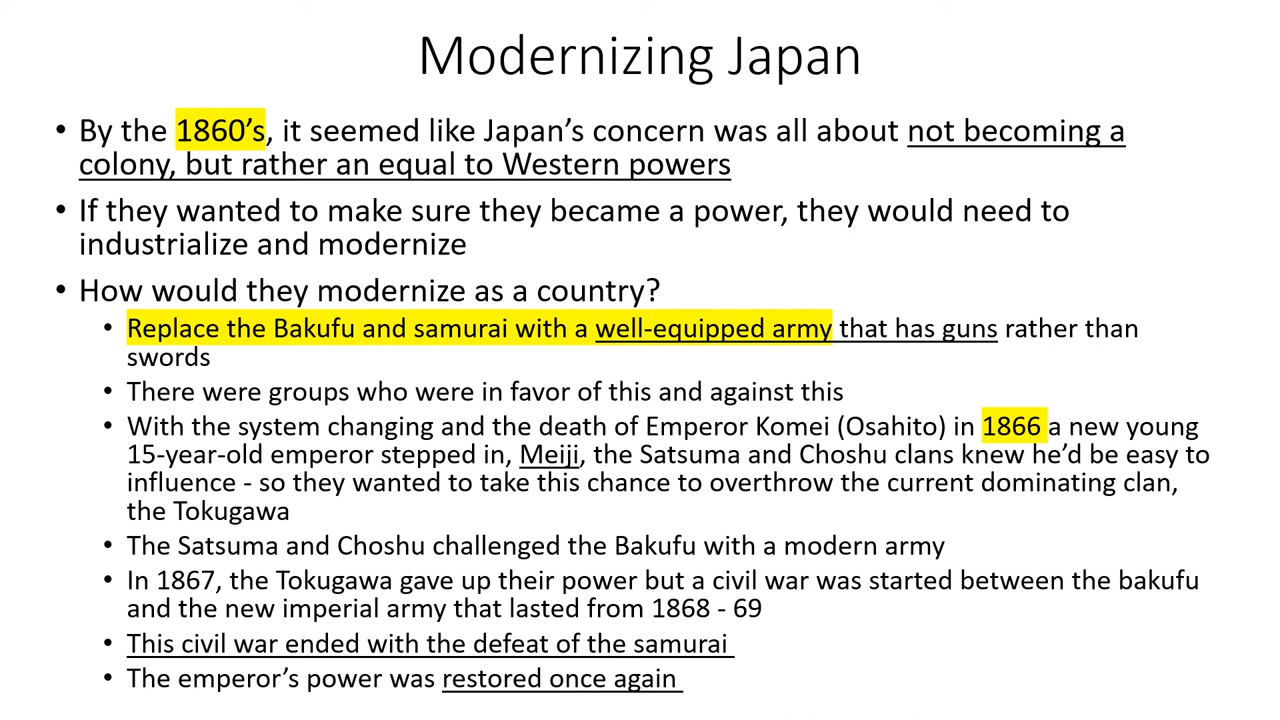 Modernizing Japan
• By the 1860’s, it seemed like Japan’s concern was all about not becoming a
colony, but rather an equal to Western powers
• If they wanted to make sure they became a power, they would need to
industrialize and modernize
• How would they modernize as a country?
• Replace the Bakufu and samurai with a well-equipped army that has guns rather than
swords
• There were groups who were in favor of this and against this
• With the system changing and the death of Emperor Komei (Osahito) in 1866 a new young
15-year-old emperor stepped in, Meiji, the Satsuma and Choshu clans knew he’d be easy to
influence - so they wanted to take this chance to overthrow the current dominating clan,
the Tokugawa
• The Satsuma and Choshu challenged the Bakufu with a modern army
• In 1867, the Tokugawa gave up their power but a civil war was started between the bakufu
and the new imperial army that lasted from 1868 - 69
• This civil war ended with the defeat of the samurai
• The emperor’s power was restored once again